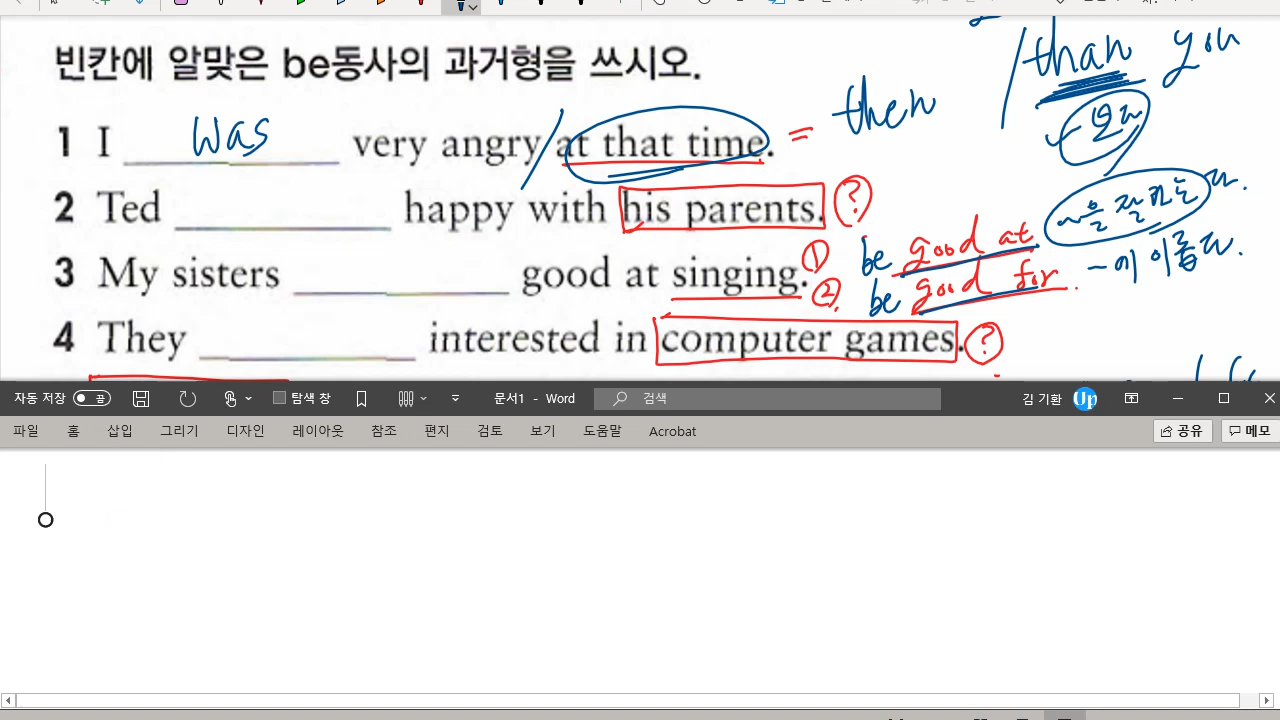 /than you
빈칸에 알맞은 be동사의 과거형을 쓰시오.
~보다
1 I was very angry / at that time. = then
2 Ted ____ happy with his parents. ?
~을 잘하는 다.
3 My sisters ____ good at singing. ① be good at
② be good for. ~에 이롭다.
4 They ____ interested in computer games. ?
자동 저장 끔 탐색 창 문서1 - Word 검색 김 기환 Up
파일 홈 삽입 그리기 디자인 레이아웃 참조 편지 검토 보기 도움말 Acrobat 공유 메모